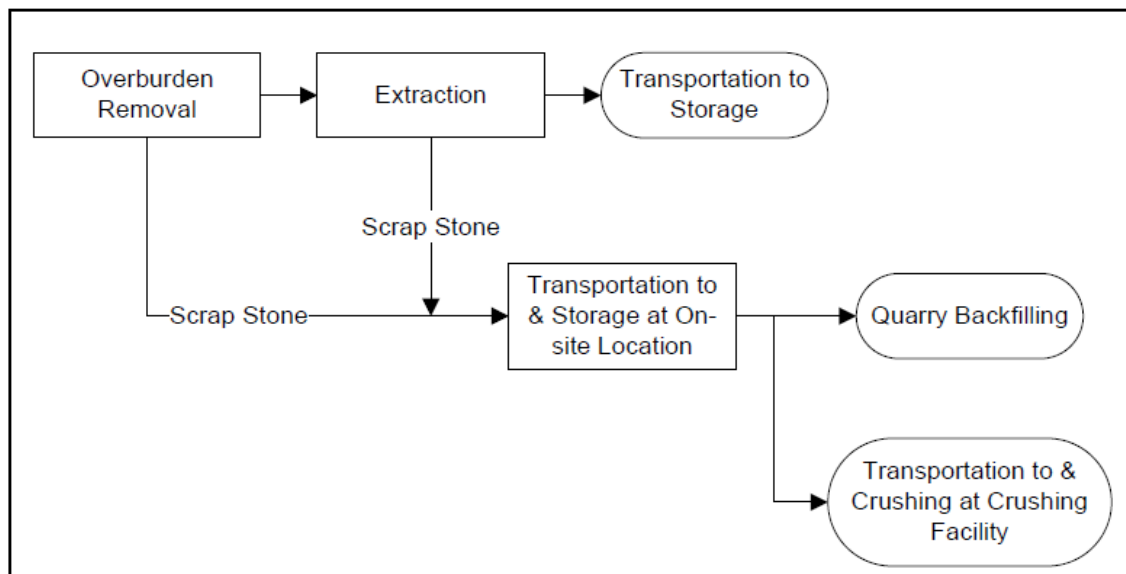 Overburden
Removal
Extraction
Transportation to
Storage
Scrap Stone
Scrap Stone
Transportation to
& Storage at On-
site Location
Quarry Backfilling
Transportation to &
Crushing at Crushing
Facility